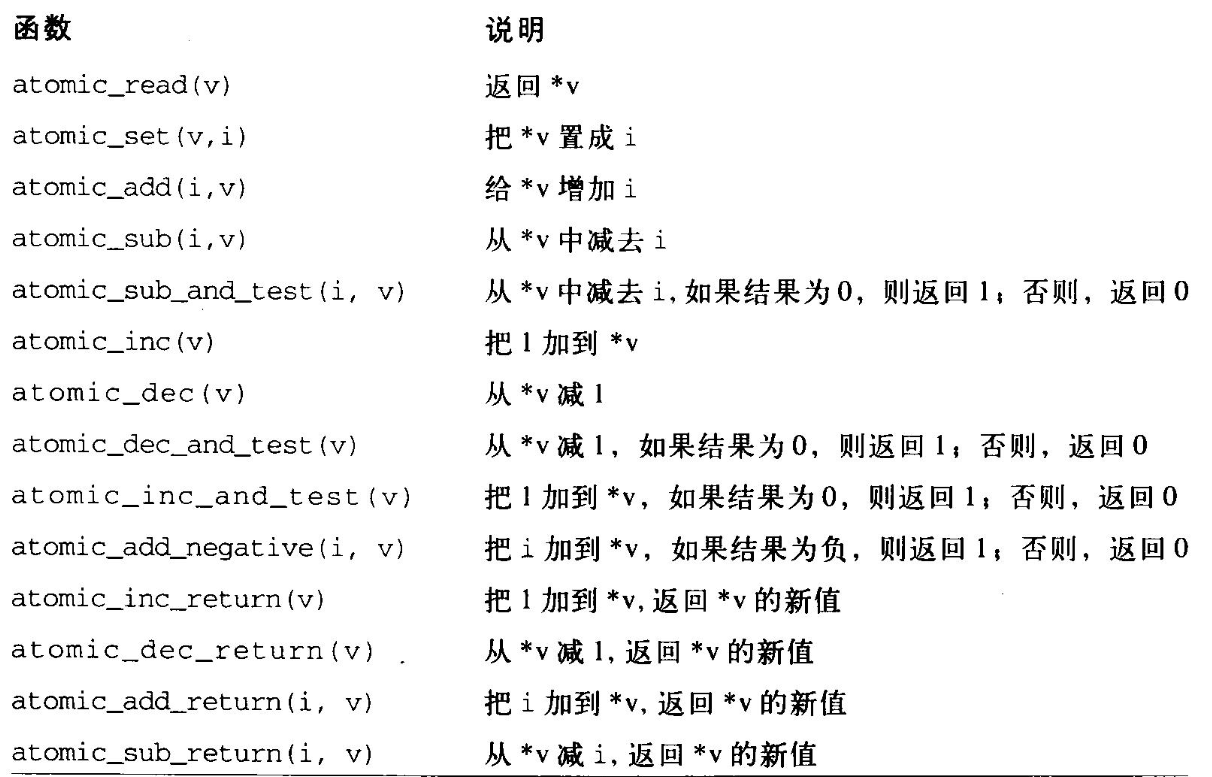 函数 说明
atomic_read(v) 返回 *v
atomic_set(v,i) 把 *v 置成 i
atomic_add(i,v) 给 *v 增加 i
atomic_sub(i,v) 从 *v 中减去 i
atomic_sub_and_test(i, v) 从 *v 中减去 i,如果结果为0，则返回1；否则，返回0
atomic_inc(v) 把 1 加到 *v
atomic_dec(v) 从 *v 减 1
atomic_dec_and_test(v) 从 *v 减 1，如果结果为0，则返回1；否则，返回0
atomic_inc_and_test(v) 把 1 加到 *v，如果结果为0，则返回1；否则，返回0
atomic_add_negative(i, v) 把 i 加到 *v，如果结果为负，则返回1；否则，返回0
atomic_inc_return(v) 把 1 加到 *v,返回 *v 的新值
atomic_dec_return(v) 从 *v 减 1,返回 *v 的新值
atomic_add_return(i, v) 把 i 加到 *v,返回 *v 的新值
atomic_sub_return(i, v) 从 *v 减 i,返回 *v 的新值